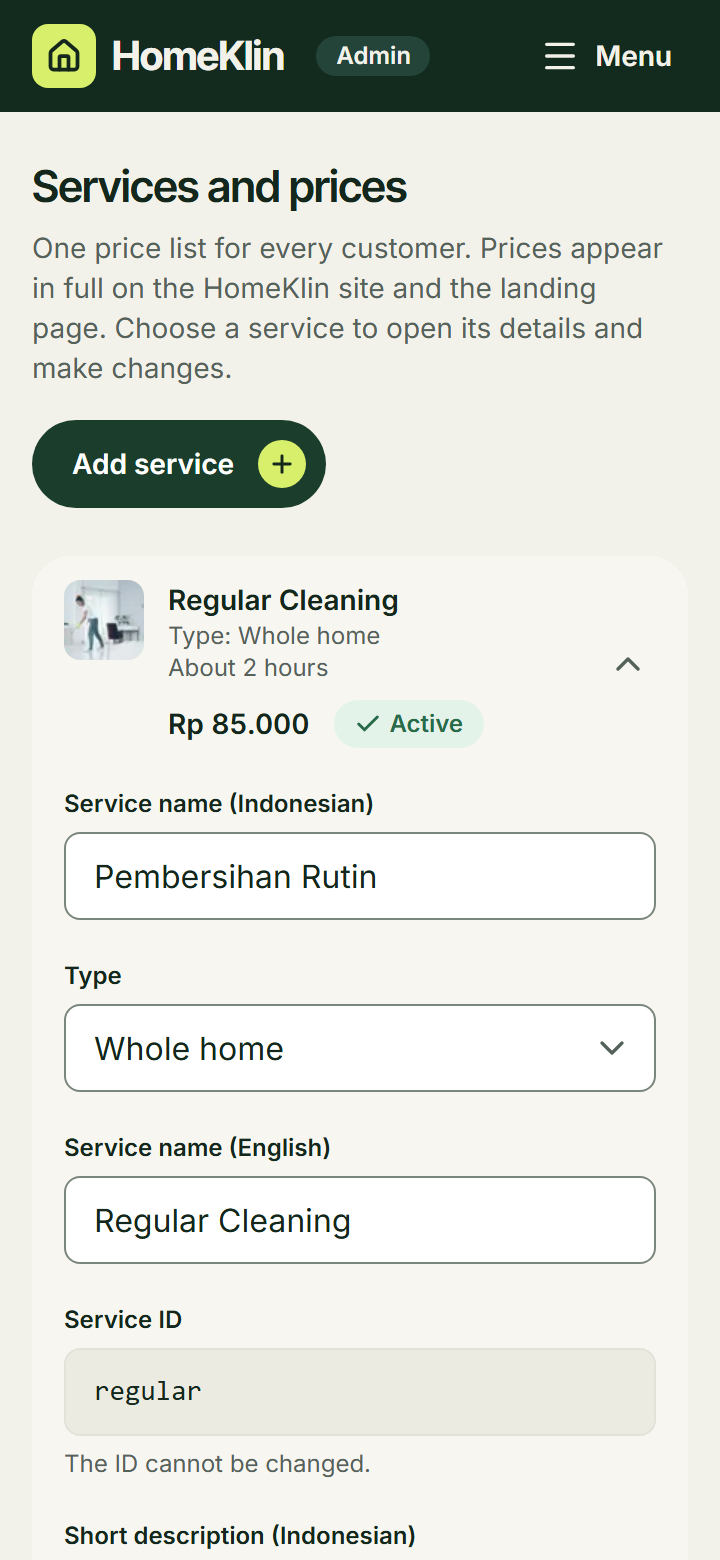 HomeKlin
Admin
Menu
Services and prices
One price list for every customer. Prices appear
in full on the HomeKlin site and the landing
page. Choose a service to open its details and
make changes.
Add service
Regular Cleaning
Type: Whole home
About 2 hours
Rp 85.000
Active
Service name (Indonesian)
Pembersihan Rutin
Type
Whole home
Service name (English)
Regular Cleaning
Service ID
regular
The ID cannot be changed.
Short description (Indonesian)